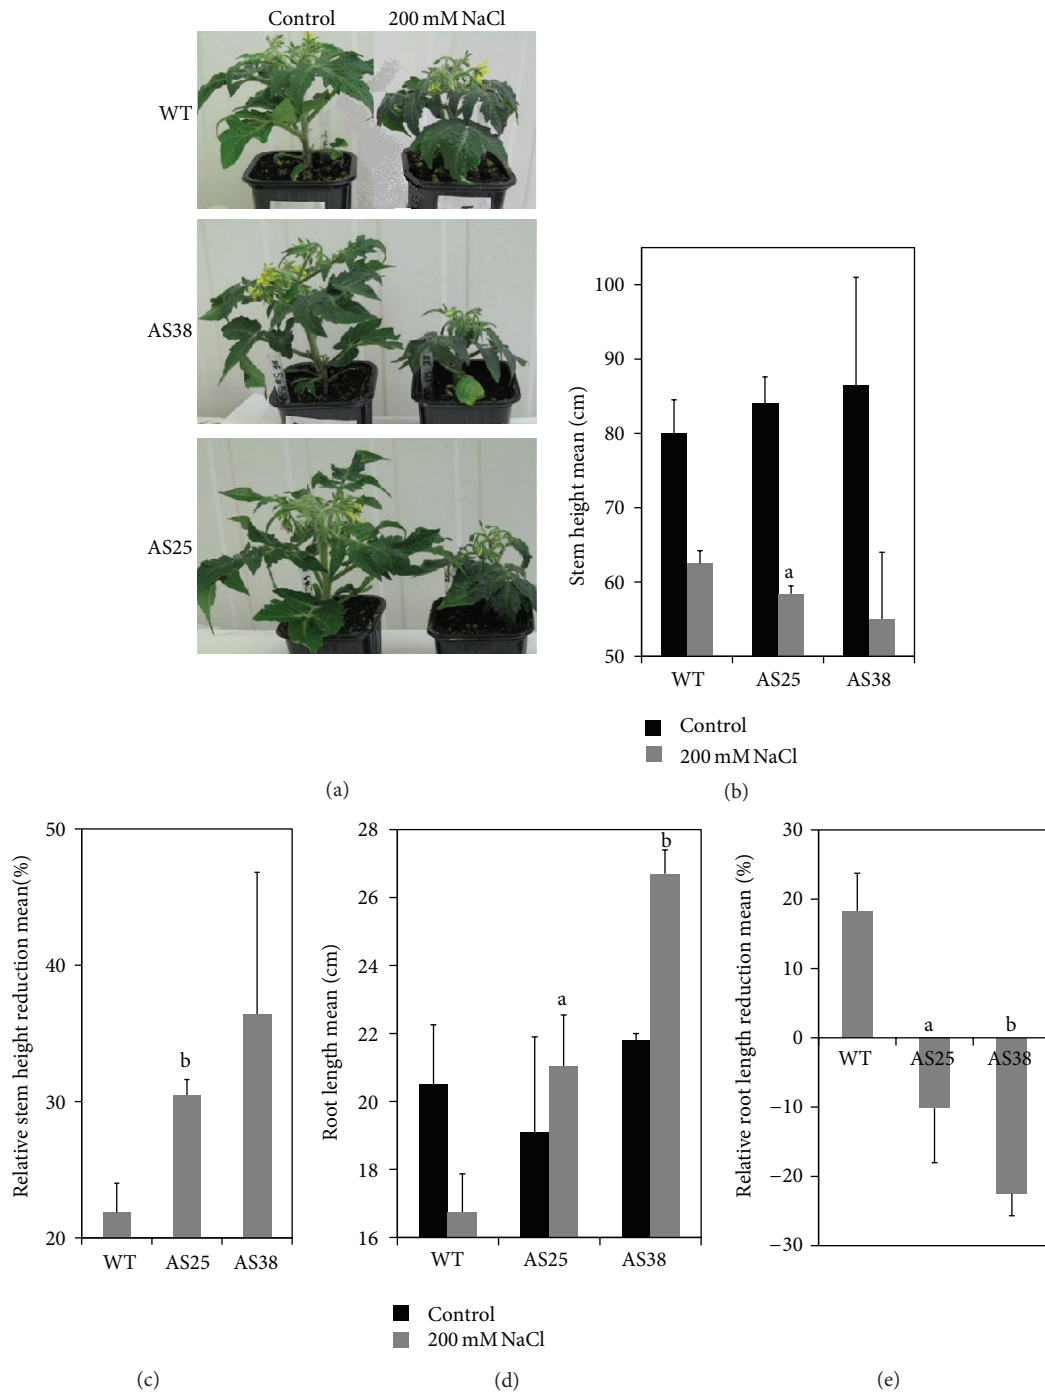 Control 200 mM NaCl
WT
AS38
AS25
(a)
Stem height mean (cm)
100
90
80
70
60
50
a
WT AS25 AS38
Control
200 mM NaCl
(b)
Relative stem height reduction mean(%)
50
40
30
20
b
WT AS25 AS38
(c)
Root length mean (cm)
28
26
24
22
20
18
16
a
b
WT AS25 AS38
Control
200 mM NaCl
(d)
Relative root length reduction mean (%)
30
20
10
0
−10
−20
−30
a
b
WT AS25 AS38
(e)